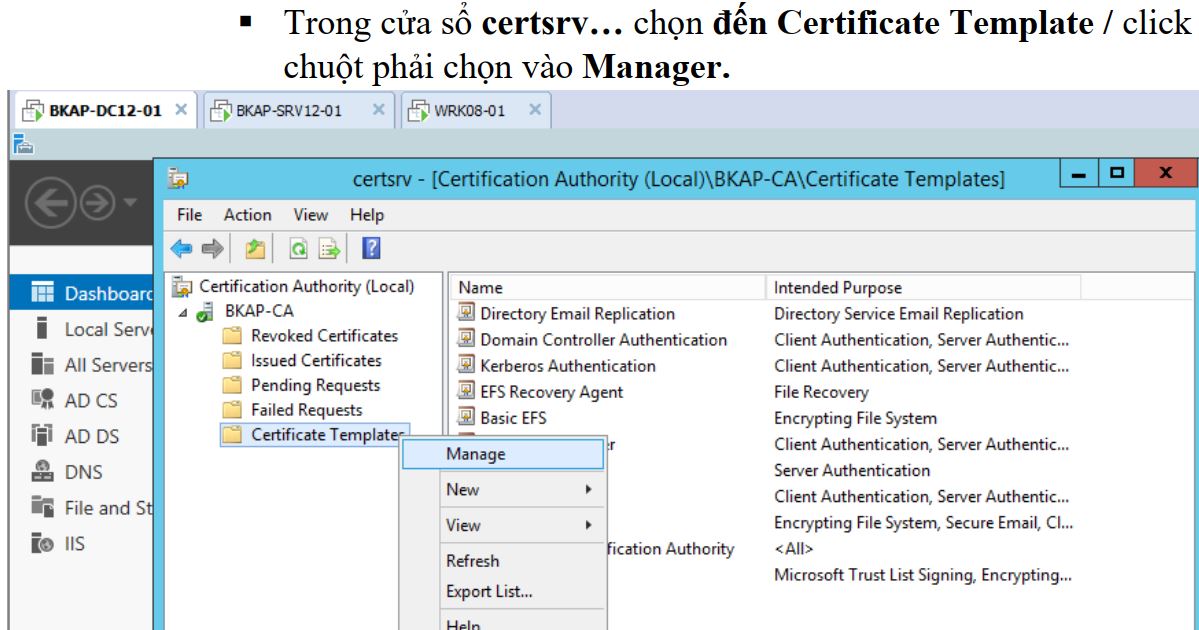 ▪ Trong cửa sổ certsrv… chọn đến Certificate Template / click
chuột phải chọn vào Manager.
BKAP-DC12-01 × BKAP-SRV12-01 × WRK08-01 ×
certsrv - [Certification Authority (Local)\BKAP-CA\Certificate Templates]
File Action View Help
Dashboard
Local Serve
All Servers
AD CS
AD DS
DNS
File and St
IIS
Certification Authority (Local)
BKAP-CA
Revoked Certificates
Issued Certificates
Pending Requests
Failed Requests
Certificate Templates
Manage
New
View
Refresh
Export List...
Help
Name Intended Purpose
Directory Email Replication Directory Service Email Replication
Domain Controller Authentication Client Authentication, Server Authentic...
Kerberos Authentication Client Authentication, Server Authentic...
EFS Recovery Agent File Recovery
Basic EFS Encrypting File System
r Client Authentication, Server Authentic...
Server Authentication
Client Authentication, Server Authentic...
Encrypting File System, Secure Email, Cl...
fication Authority <All>
Microsoft Trust List Signing, Encrypting...